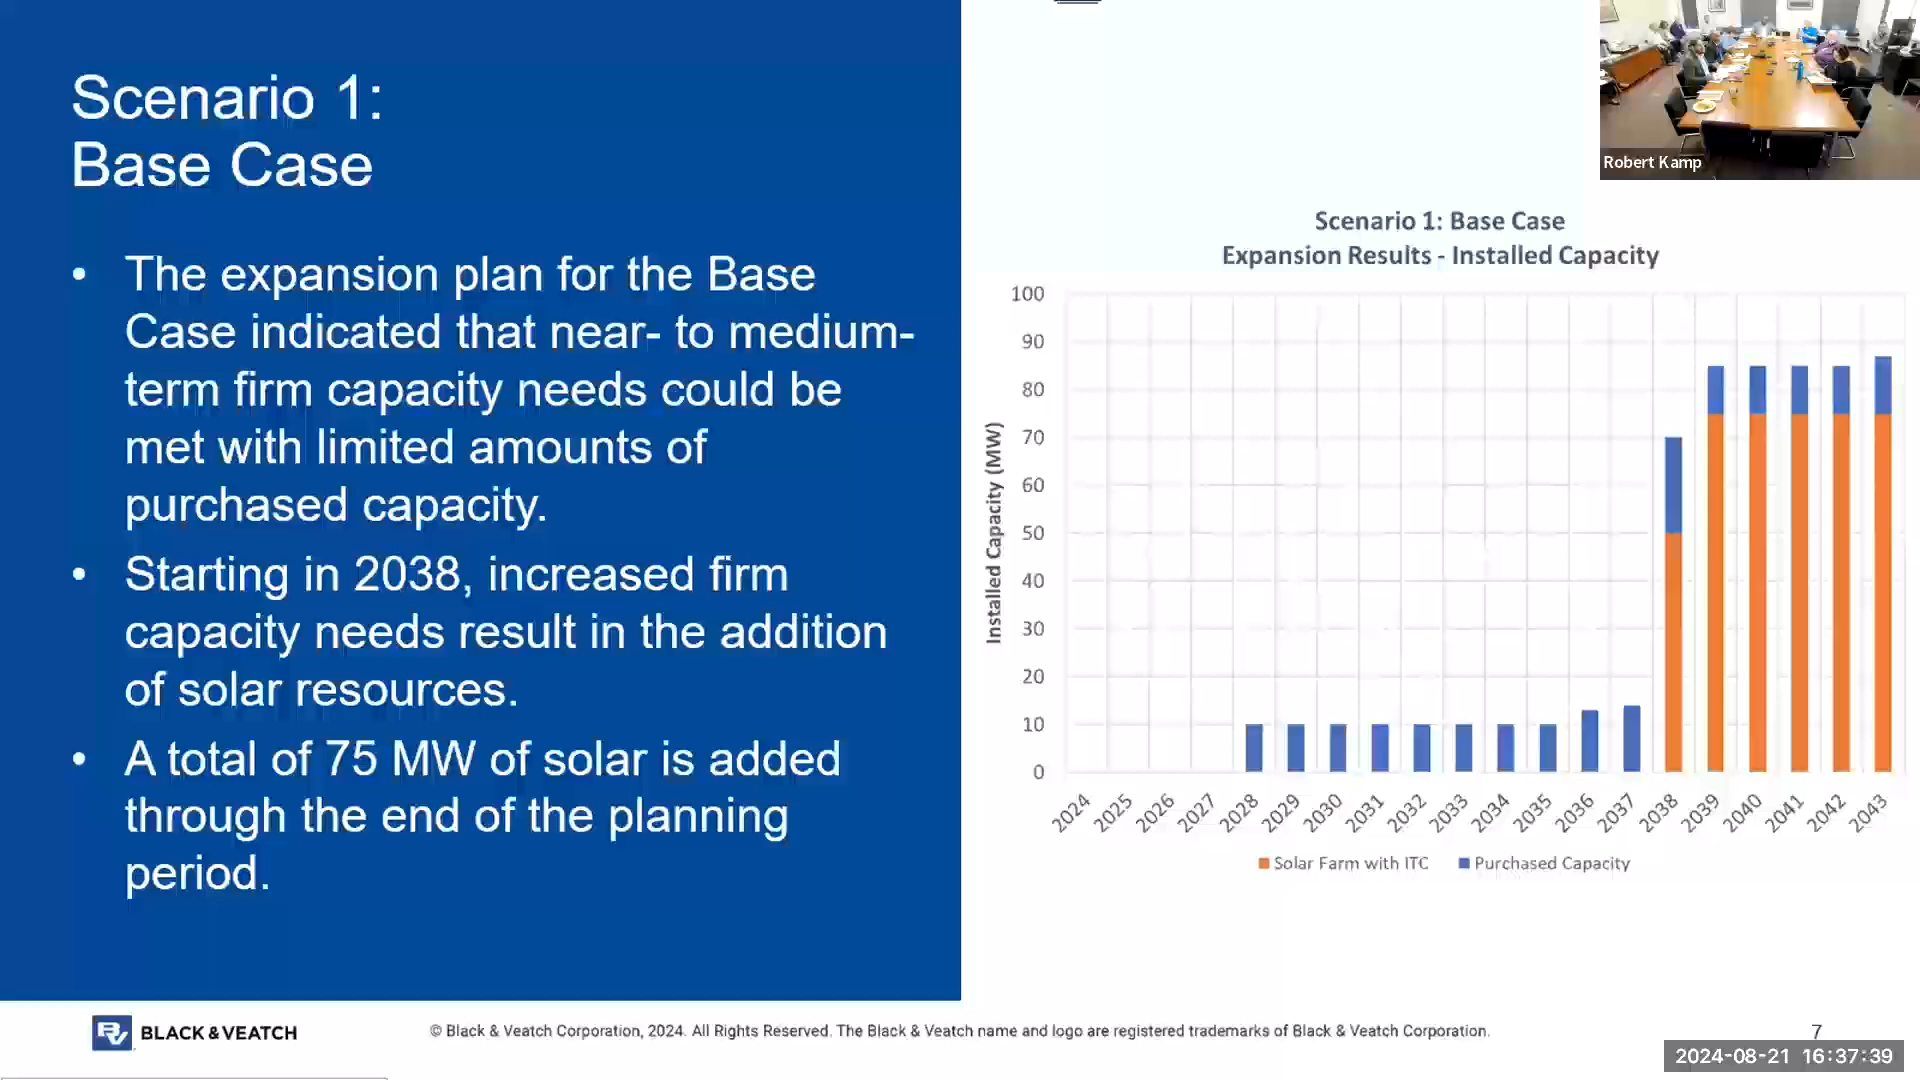 Scenario 1:
Base Case
• The expansion plan for the Base
Case indicated that near- to medium-
term firm capacity needs could be
met with limited amounts of
purchased capacity.
• Starting in 2038, increased firm
capacity needs result in the addition
of solar resources.
• A total of 75 MW of solar is added
through the end of the planning
period.
Robert Kamp
Scenario 1: Base Case
Expansion Results - Installed Capacity
Installed Capacity (MW)
100
90
80
70
60
50
40
30
20
10
0
2024 2025 2026 2027 2028 2029 2030 2031 2032 2033 2034 2035 2036 2037 2038 2039 2040 2041 2042 2043
Solar Farm with ITC Purchased Capacity
BV BLACK & VEATCH
© Black & Veatch Corporation, 2024. All Rights Reserved. The Black & Veatch name and logo are registered trademarks of Black & Veatch Corporation.
7
2024-08-21 16:37:39